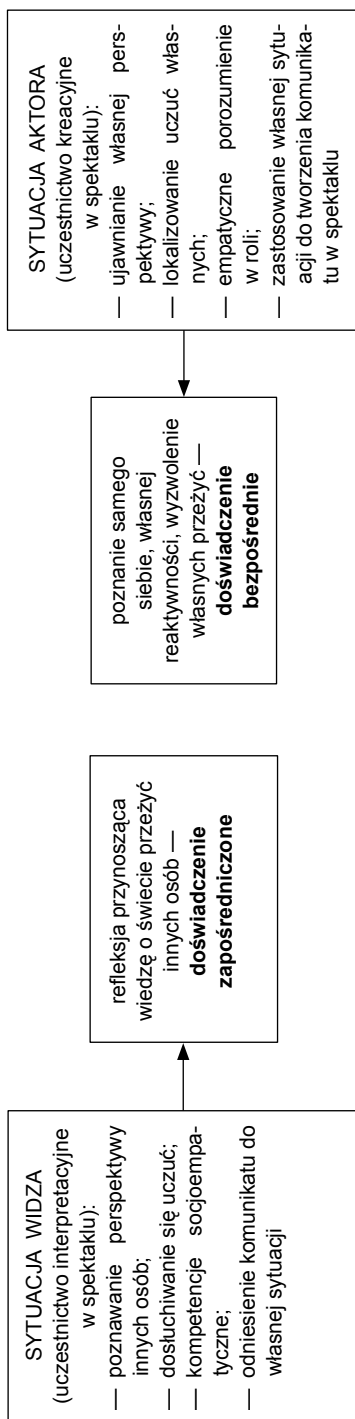 SYTUACJA WIDZA
(uczestnictwo interpretacyjne
w spektaklu):
— poznawanie perspektywy
innych osób;
— dosłuchiwanie się uczuć;
— kompetencje socjoempa-
tyczne;
— odniesienie komunikatu do
własnej sytuacji
refleksja przynosząca
wiedzę o świecie przeżyć
innych osób —
doświadczenie
zapośredniczone
poznanie samego
siebie, własnej
reaktywności, wyzwolenie
własnych przeżyć —
doświadczenie
bezpośrednie
SYTUACJA AKTORA
(uczestnictwo kreacyjne
w spektaklu):
— ujawnianie własnej pers-
pektywy;
— lokalizowanie uczuć włas-
nych;
— empatyczne porozumienie
w roli;
— zastosowanie własnej sytu-
acji do tworzenia komunika-
tu w spektaklu